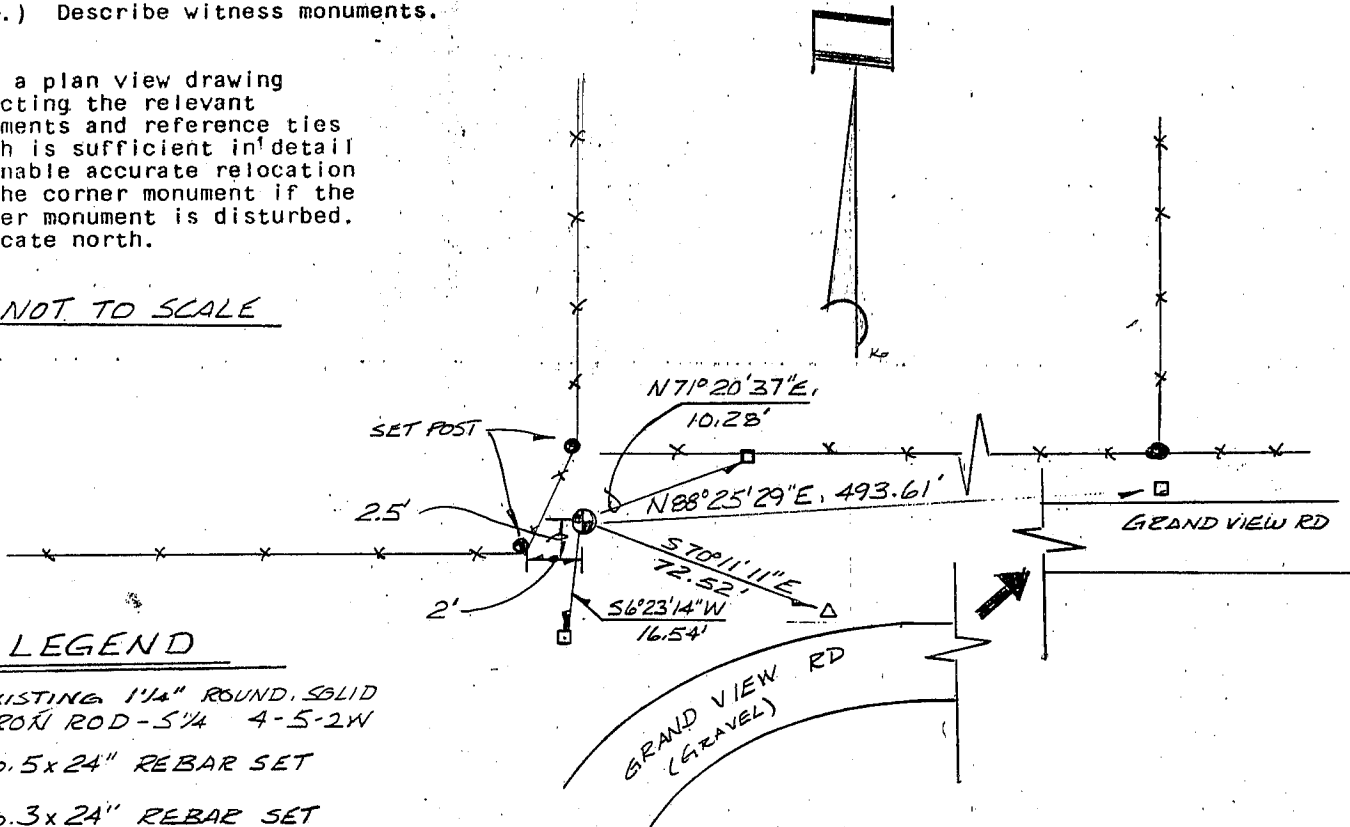 .) Describe witness monuments.
a plan view drawing
cting the relevant
ments and reference ties
h is sufficient in detail
nable accurate relocation
he corner monument if the
er monument is disturbed.
cate north.
NOT TO SCALE
N71°20'37"E,
10.28'
SET POST
2.5'
N88°25'29"E, 493.61'
GRAND VIEW RD
S70°11'11"E
72.52'
2'
S6°23'14"W
16.54'
GRAND VIEW RD
(GRAVEL)
LEGEND
XISTING 1 1/4" ROUND, SOLID
RON ROD - S 1/4 4-5-2W
o. 5 x 24" REBAR SET
o. 3 x 24" REBAR SET